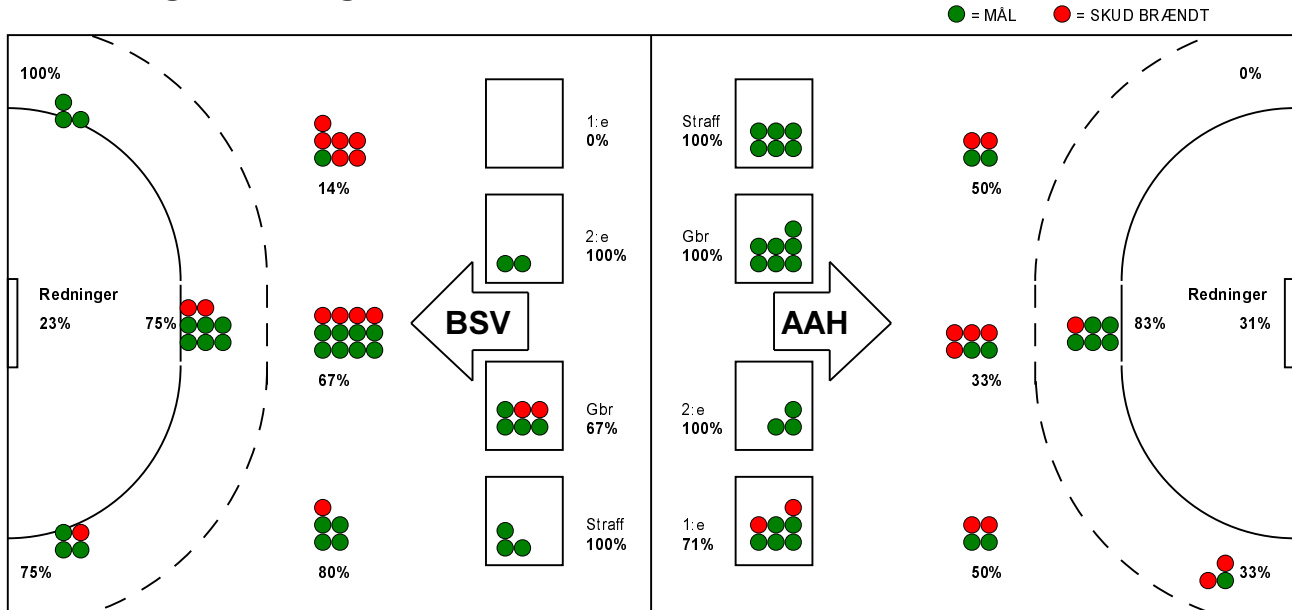 = MÅL = SKUD BRÆNDT
100%
0%
1:e
0%
Straff
100%
14%
50%
2:e
100%
Gbr
100%
Redninger
23%
75%
BSV
AAH
83%
Redninger
31%
67%
33%
Gbr
67%
2:e
100%
Straff
100%
1:e
71%
75%
80%
50%
33%